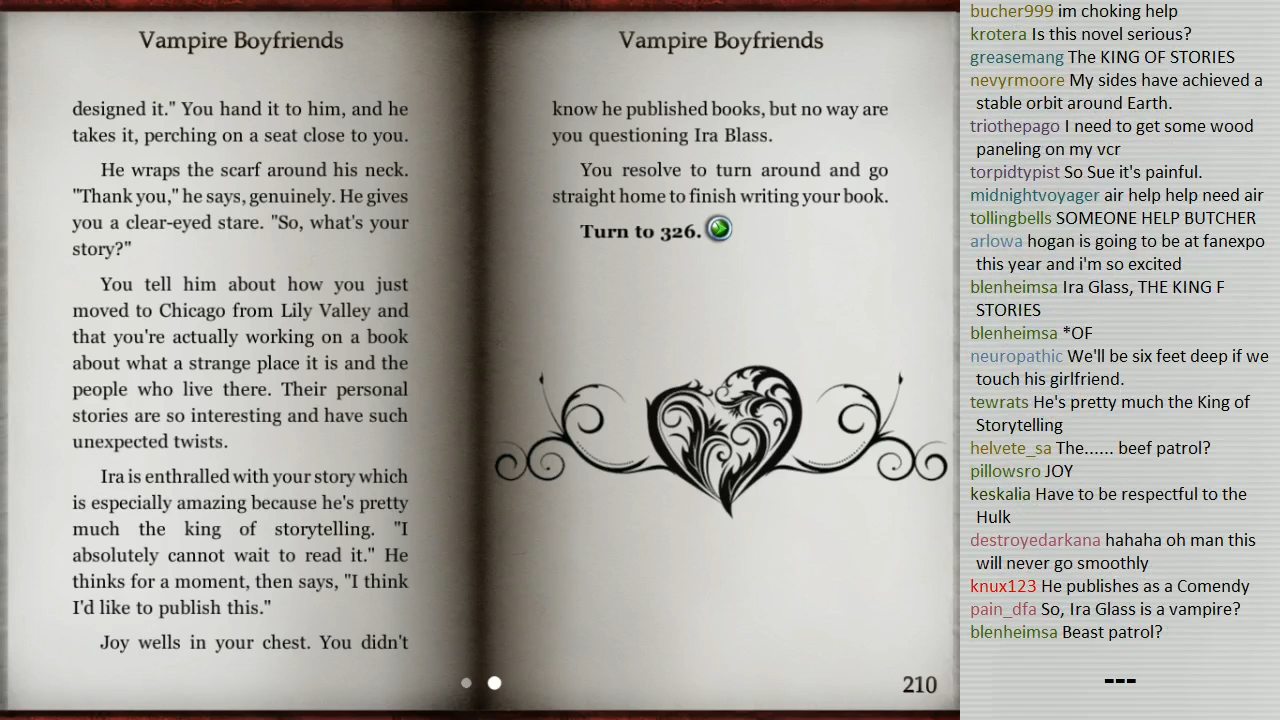 Vampire Boyfriends
designed it." You hand it to him, and he
takes it, perching on a seat close to you.
He wraps the scarf around his neck.
"Thank you," he says, genuinely. He gives
you a clear-eyed stare. "So, what's your
story?"
You tell him about how you just
moved to Chicago from Lily Valley and
that you're actually working on a book
about what a strange place it is and the
people who live there. Their personal
stories are so interesting and have such
unexpected twists.
Ira is enthralled with your story which
is especially amazing because he's pretty
much the king of storytelling. "I
absolutely cannot wait to read it." He
thinks for a moment, then says, "I think
I'd like to publish this."
Joy wells in your chest. You didn't
Vampire Boyfriends
know he published books, but no way are
you questioning Ira Blass.
You resolve to turn around and go
straight home to finish writing your book.
Turn to 326.
210
bucher999 im choking help
krotera Is this novel serious?
greasemang The KING OF STORIES
nevyrmoore My sides have achieved a
stable orbit around Earth.
triothepago I need to get some wood
paneling on my vcr
torpidtypist So Sue it's painful.
midnightvoyager air help help need air
tollingbells SOMEONE HELP BUTCHER
arlowa hogan is going to be at fanexpo
this year and i'm so excited
blenheimsa Ira Glass, THE KING F
STORIES
blenheimsa *OF
neuropathic We'll be six feet deep if we
touch his girlfriend.
tewrats He's pretty much the King of
Storytelling
helvete_sa The...... beef patrol?
pillowsro JOY
keskalia Have to be respectful to the
Hulk
destroyedarkana hahaha oh man this
will never go smoothly
knux123 He publishes as a Comendy
pain_dfa So, Ira Glass is a vampire?
blenheimsa Beast patrol?
---